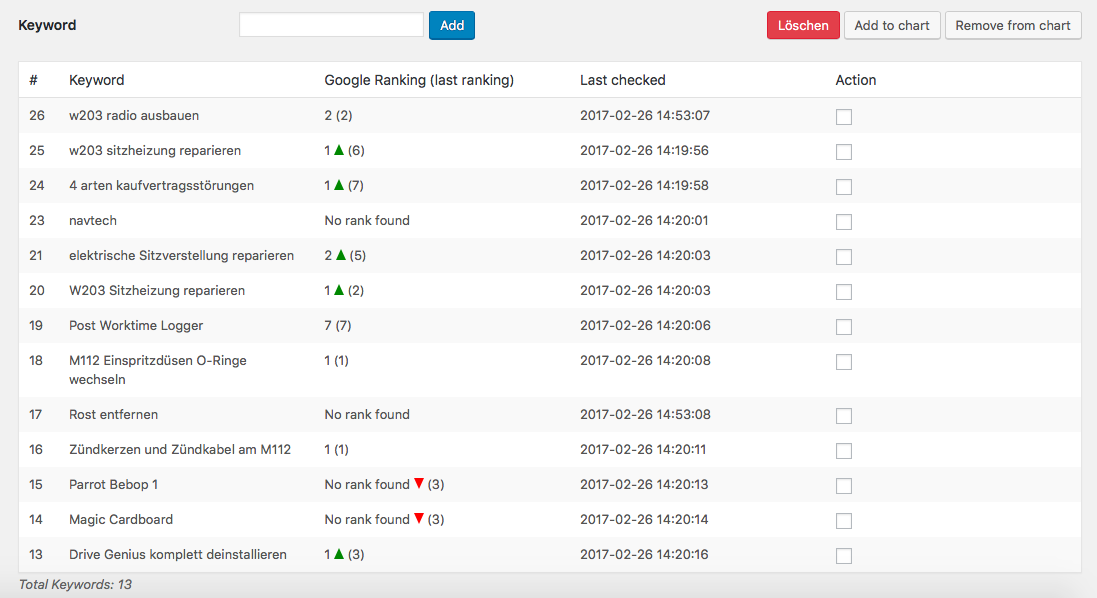 Keyword Add Löschen Add to chart Remove from chart
# Keyword Google Ranking (last ranking) Last checked Action
26 w203 radio ausbauen 2 (2) 2017-02-26 14:53:07
25 w203 sitzheizung reparieren 1 ▲ (6) 2017-02-26 14:19:56
24 4 arten kaufvertragsstörungen 1 ▲ (7) 2017-02-26 14:19:58
23 navtech No rank found 2017-02-26 14:20:01
21 elektrische Sitzverstellung reparieren 2 ▲ (5) 2017-02-26 14:20:03
20 W203 Sitzheizung reparieren 1 ▲ (2) 2017-02-26 14:20:03
19 Post Worktime Logger 7 (7) 2017-02-26 14:20:06
18 M112 Einspritzdüsen O-Ringe 1 (1) 2017-02-26 14:20:08
wechseln
17 Rost entfernen No rank found 2017-02-26 14:53:08
16 Zündkerzen und Zündkabel am M112 1 (1) 2017-02-26 14:20:11
15 Parrot Bebop 1 No rank found ▼ (3) 2017-02-26 14:20:13
14 Magic Cardboard No rank found ▼ (3) 2017-02-26 14:20:14
13 Drive Genius komplett deinstallieren 1 ▲ (3) 2017-02-26 14:20:16
Total Keywords: 13